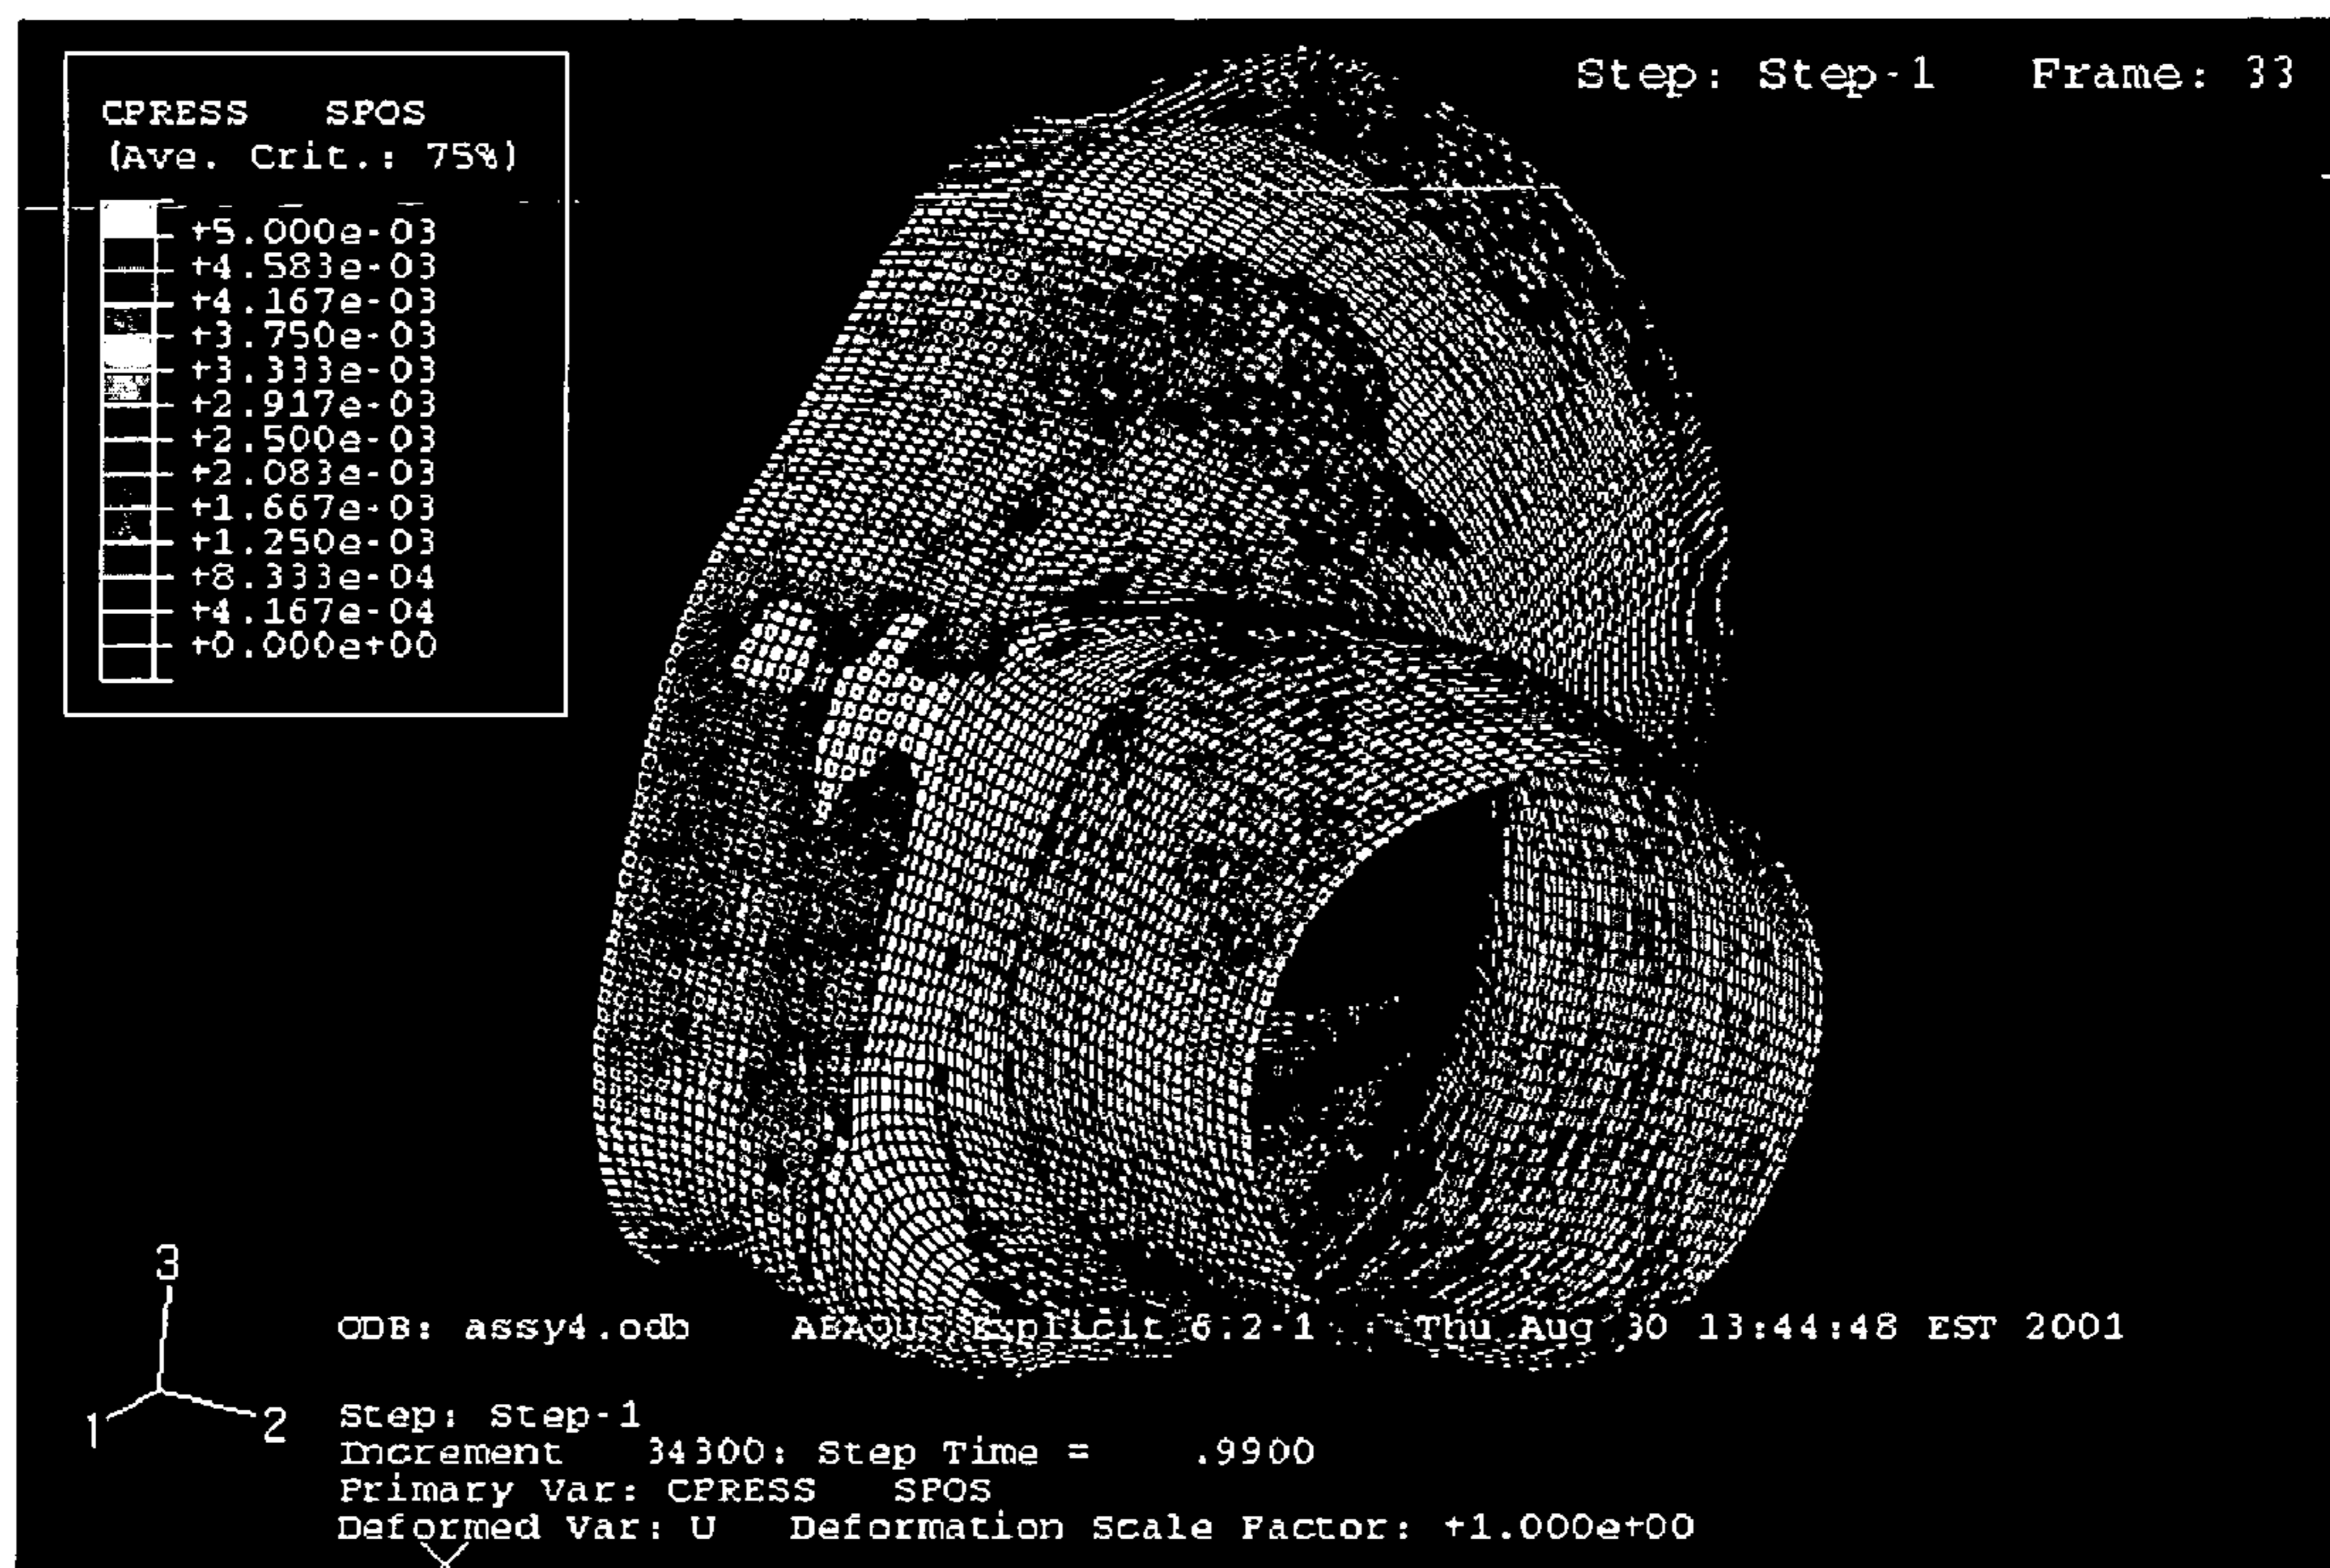 CPRESS SPOS
(Ave. Crit.: 75%)
+5.000e-03
+4.583e-03
+4.167e-03
+3.750e-03
+3.333e-03
+2.917e-03
+2.500e-03
+2.083e-03
+1.667e-03
+1.250e-03
+8.333e-04
+4.167e-04
+0.000e+00
Step: Step-1 Frame: 33
3
1
2
ODB: assy4.odb ABAQUS/Explicit 6.2-1 Thu Aug 30 13:44:48 EST 2001
Step: Step-1
Increment 34300: Step Time = .9900
Primary Var: CPRESS SPOS
Deformed Var: U Deformation Scale Factor: +1.000e+00